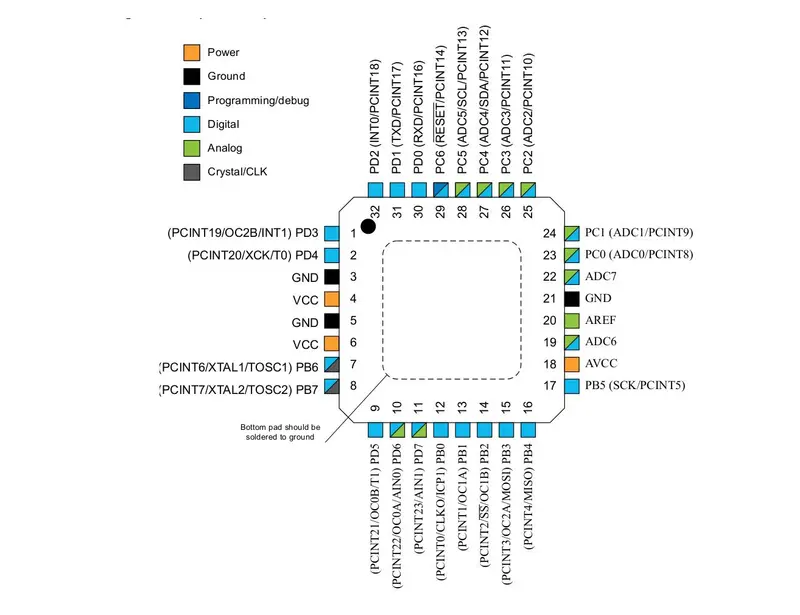 Power
Ground
Programming/debug
Digital
Analog
Crystal/CLK
PD2 (INT0/PCINT18)
PD1 (TXD/PCINT17)
PD0 (RXD/PCINT16)
PC6 (RESET/PCINT14)
PC5 (ADC5/SCL/PCINT13)
PC4 (ADC4/SDA/PCINT12)
PC3 (ADC3/PCINT11)
PC2 (ADC2/PCINT10)
32
31
30
29
28
27
26
25
(PCINT19/OC2B/INT1) PD3 1
(PCINT20/XCK/T0) PD4 2
GND 3
VCC 4
GND 5
VCC 6
(PCINT6/XTAL1/TOSC1) PB6 7
(PCINT7/XTAL2/TOSC2) PB7 8
24 PC1 (ADC1/PCINT9)
23 PC0 (ADC0/PCINT8)
22 ADC7
21 GND
20 AREF
19 ADC6
18 AVCC
17 PB5 (SCK/PCINT5)
Bottom pad should be
soldered to ground
9
10
11
12
13
14
15
16
(PCINT21/OC0B/T1) PD5
(PCINT22/OC0A/AIN0) PD6
(PCINT23/AIN1) PD7
(PCINT0/CLKO/ICP1) PB0
(PCINT1/OC1A) PB1
(PCINT2/SS/OC1B) PB2
(PCINT3/OC2A/MOSI) PB3
(PCINT4/MISO) PB4